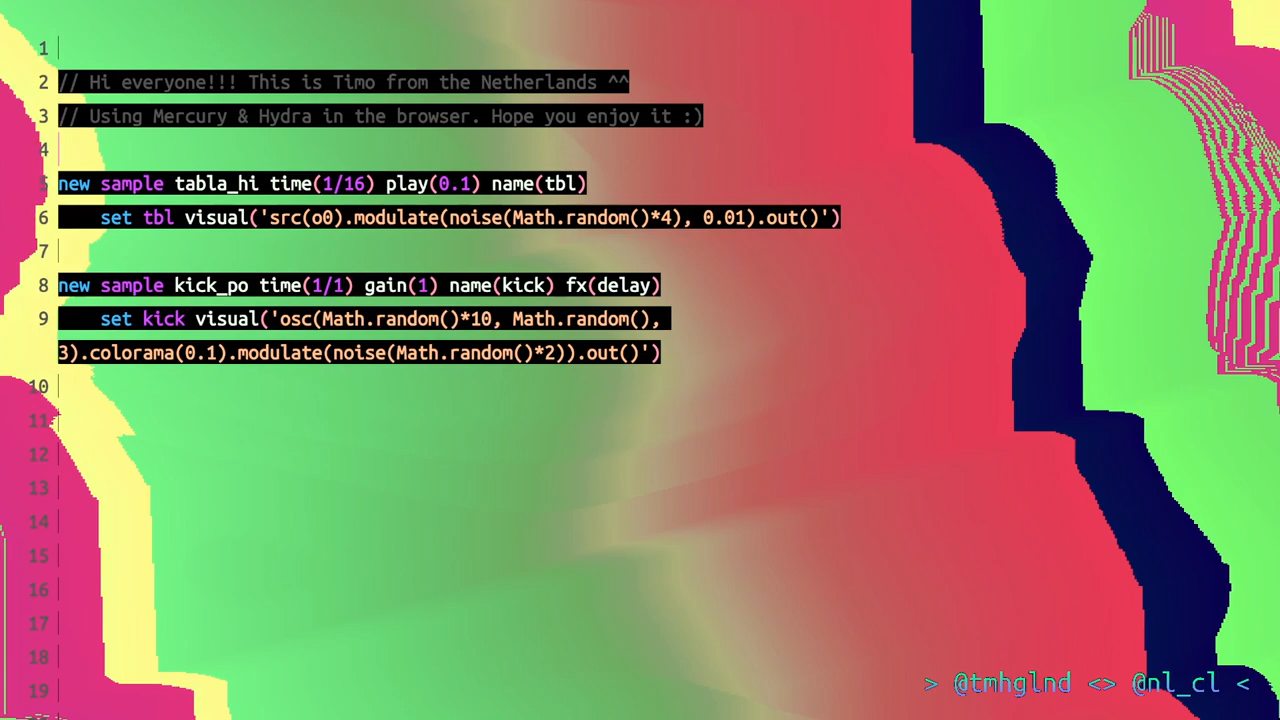 1
2 // Hi everyone!!! This is Timo from the Netherlands ^^
3 // Using Mercury & Hydra in the browser. Hope you enjoy it :)
4
5 new sample tabla_hi time(1/16) play(0.1) name(tbl)
6     set tbl visual('src(o0).modulate(noise(Math.random()*4), 0.01).out()')
7
8 new sample kick_po time(1/1) gain(1) name(kick) fx(delay)
9     set kick visual('osc(Math.random()*10, Math.random(),
3).colorama(0.1).modulate(noise(Math.random()*2)).out()')
10
11
12
13
14
15
16
17
18
19
> @tmhglnd <> @nl_cl <